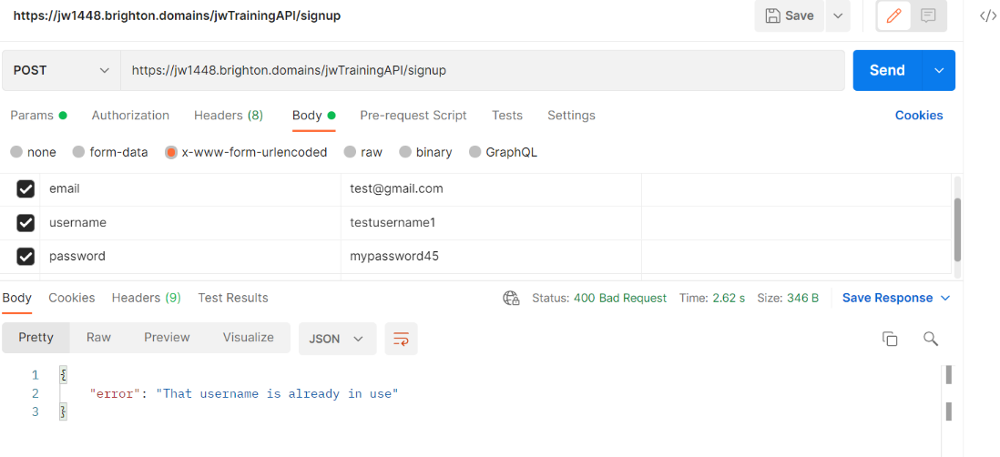 https://jw1448.brighton.domains/jwTrainingAPI/signup
Save
</>
POST
https://jw1448.brighton.domains/jwTrainingAPI/signup
Send
Params
Authorization
Headers (8)
Body
Pre-request Script
Tests
Settings
Cookies
none
form-data
x-www-form-urlencoded
raw
binary
GraphQL
email test@gmail.com
username testusername1
password mypassword45
Body
Cookies
Headers (9)
Test Results
Status: 400 Bad Request
Time: 2.62 s
Size: 346 B
Save Response
Pretty
Raw
Preview
Visualize
JSON
1 {
2 "error": "That username is already in use"
3 }